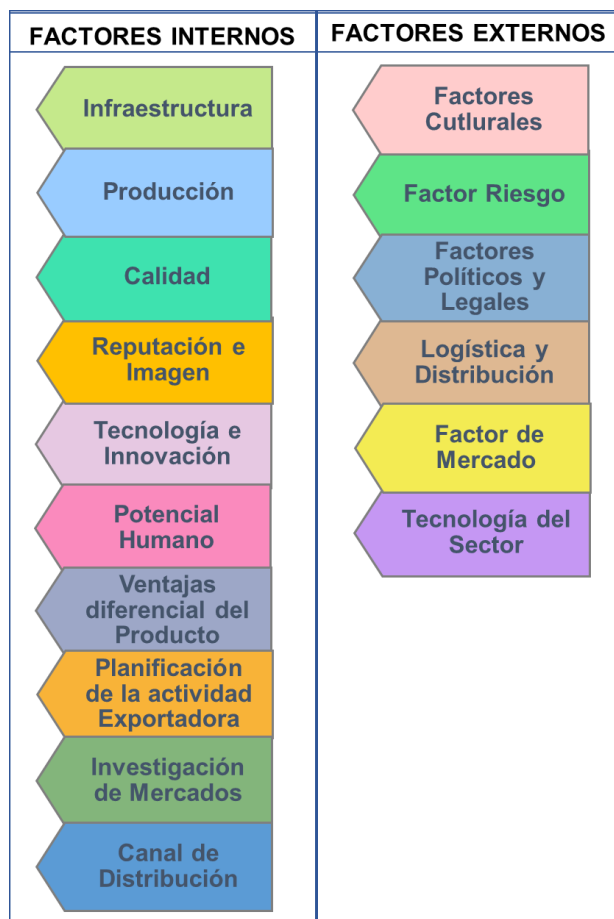 FACTORES INTERNOS
Infraestructura
Producción
Calidad
Reputación e
Imagen
Tecnología e
Innovación
Potencial
Humano
Ventajas
diferencial del
Producto
Planificación
de la actividad
Exportadora
Investigación
de Mercados
Canal de
Distribución
FACTORES EXTERNOS
Factores
Cutlurales
Factor Riesgo
Factores
Políticos y
Legales
Logística y
Distribución
Factor de
Mercado
Tecnología del
Sector